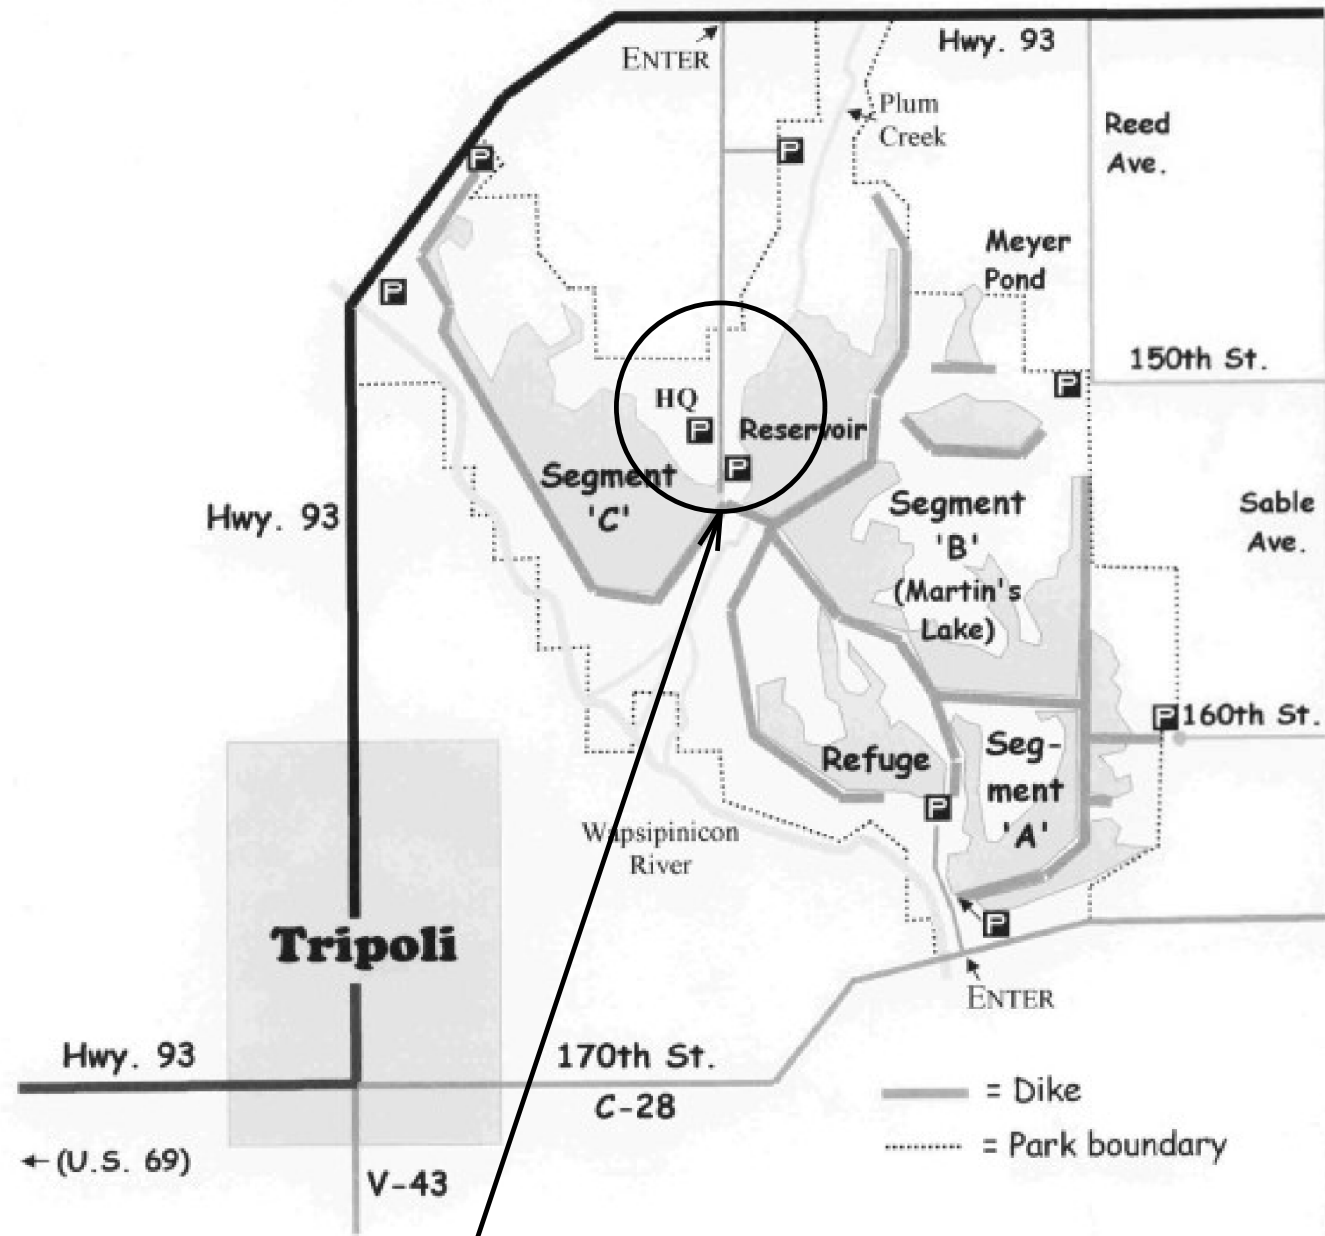 Hwy. 93
ENTER
Plum
Creek
Reed
Ave.
P
P
Meyer
Pond
P
150th St.
P
HQ
P
Reservoir
P
Segment
'C'
Hwy. 93
Segment
'B'
(Martin's
Lake)
Sable
Ave.
P
160th St.
Refuge
Seg-
ment
'A'
P
Wapsipinicon
River
P
Tripoli
ENTER
Hwy. 93
170th St.
C-28
= Dike
= Park boundary
(U.S. 69)
V-43